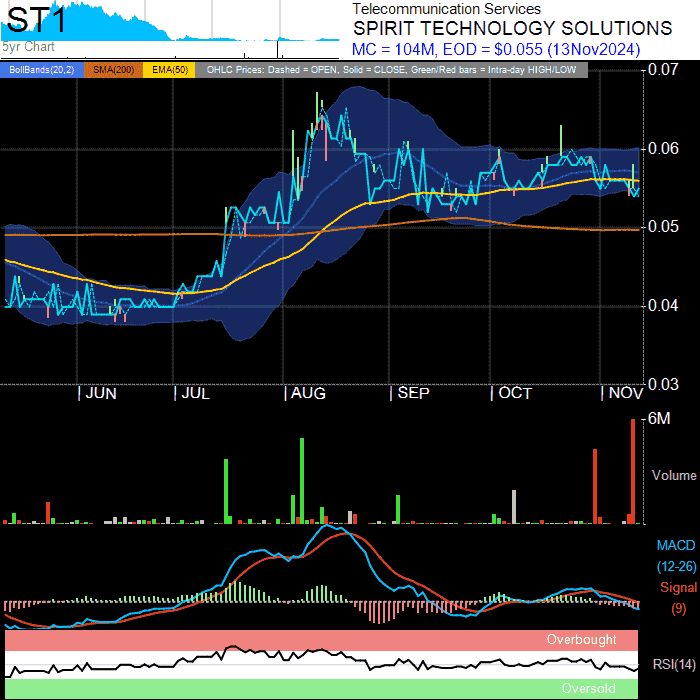 ST1
5yr Chart
Telecommunication Services
SPIRIT TECHNOLOGY SOLUTIONS
MC = 104M, EOD = $0.055 (13Nov2024)
BollBands(20,2) SMA(200) EMA(50) OHLC Prices: Dashed = OPEN, Solid = CLOSE, Green/Red bars = Intra-day HIGH/LOW
0.07
0.06
0.05
0.04
0.03
| JUN | JUL | AUG | SEP | OCT | NOV
6M
Volume
MACD
(12-26)
Signal
(9)
Overbought
RSI(14)
Oversold